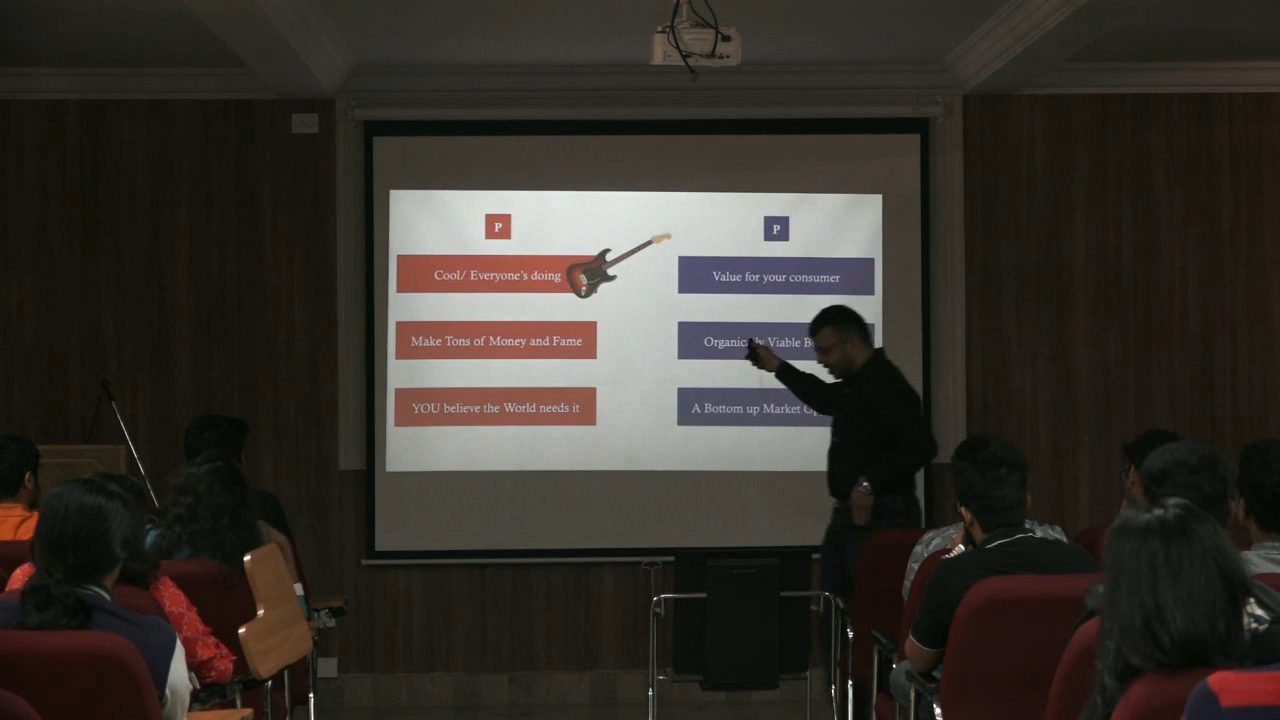 P
Cool/ Everyone's doing
Make Tons of Money and Fame
YOU believe the World needs it
P
Value for your consumer
Organically Viable
A Bottom up Market